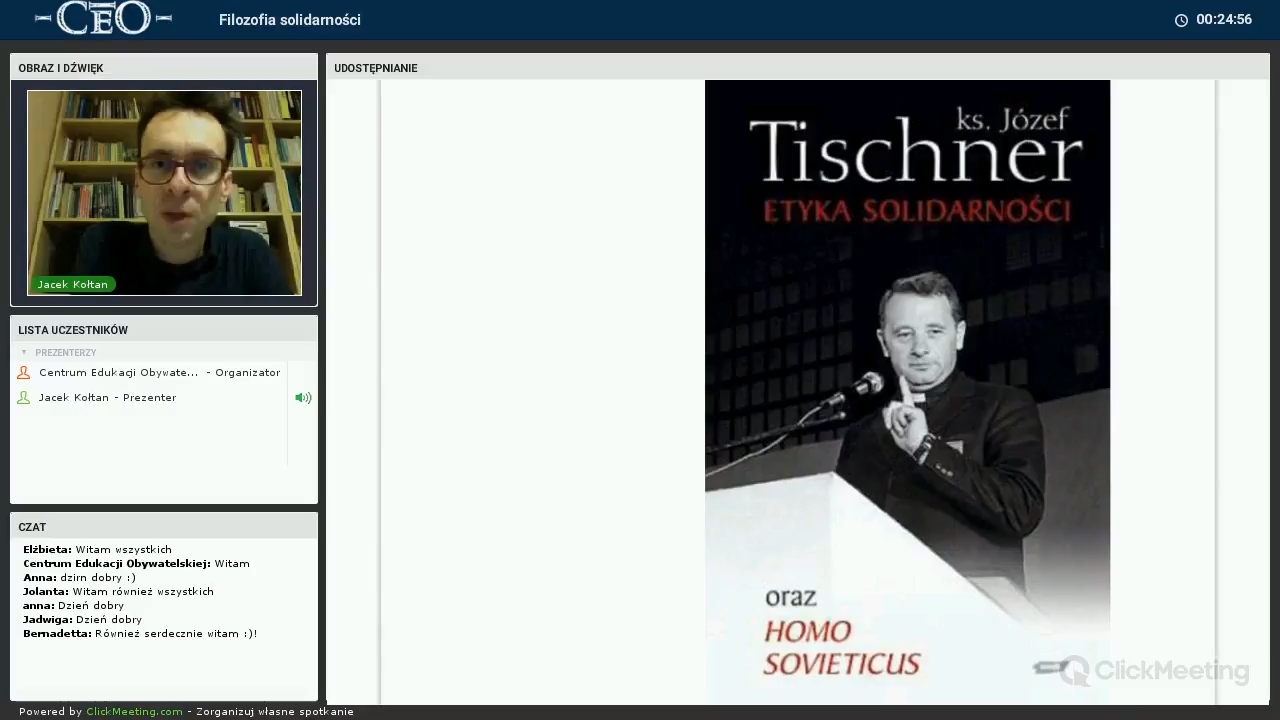 CEO
Filozofia solidarności
00:24:56
OBRAZ I DŹWIĘK
Jacek Kołtan
LISTA UCZESTNIKÓW
PREZENTERZY
Centrum Edukacji Obywate... - Organizator
Jacek Kołtan - Prezenter
CZAT
Elżbieta: Witam wszystkich
Centrum Edukacji Obywatelskiej: Witam
Anna: dzirn dobry :)
Jolanta: Witam również wszystkich
anna: Dzień dobry
Jadwiga: Dzień dobry
Bernadetta: Również serdecznie witam :)!
Powered by ClickMeeting.com - Zorganizuj własne spotkanie
UDOSTĘPNIANIE
ks. Józef
Tischner
ETYKA SOLIDARNOŚCI
oraz
HOMO
SOVIETICUS
ClickMeeting